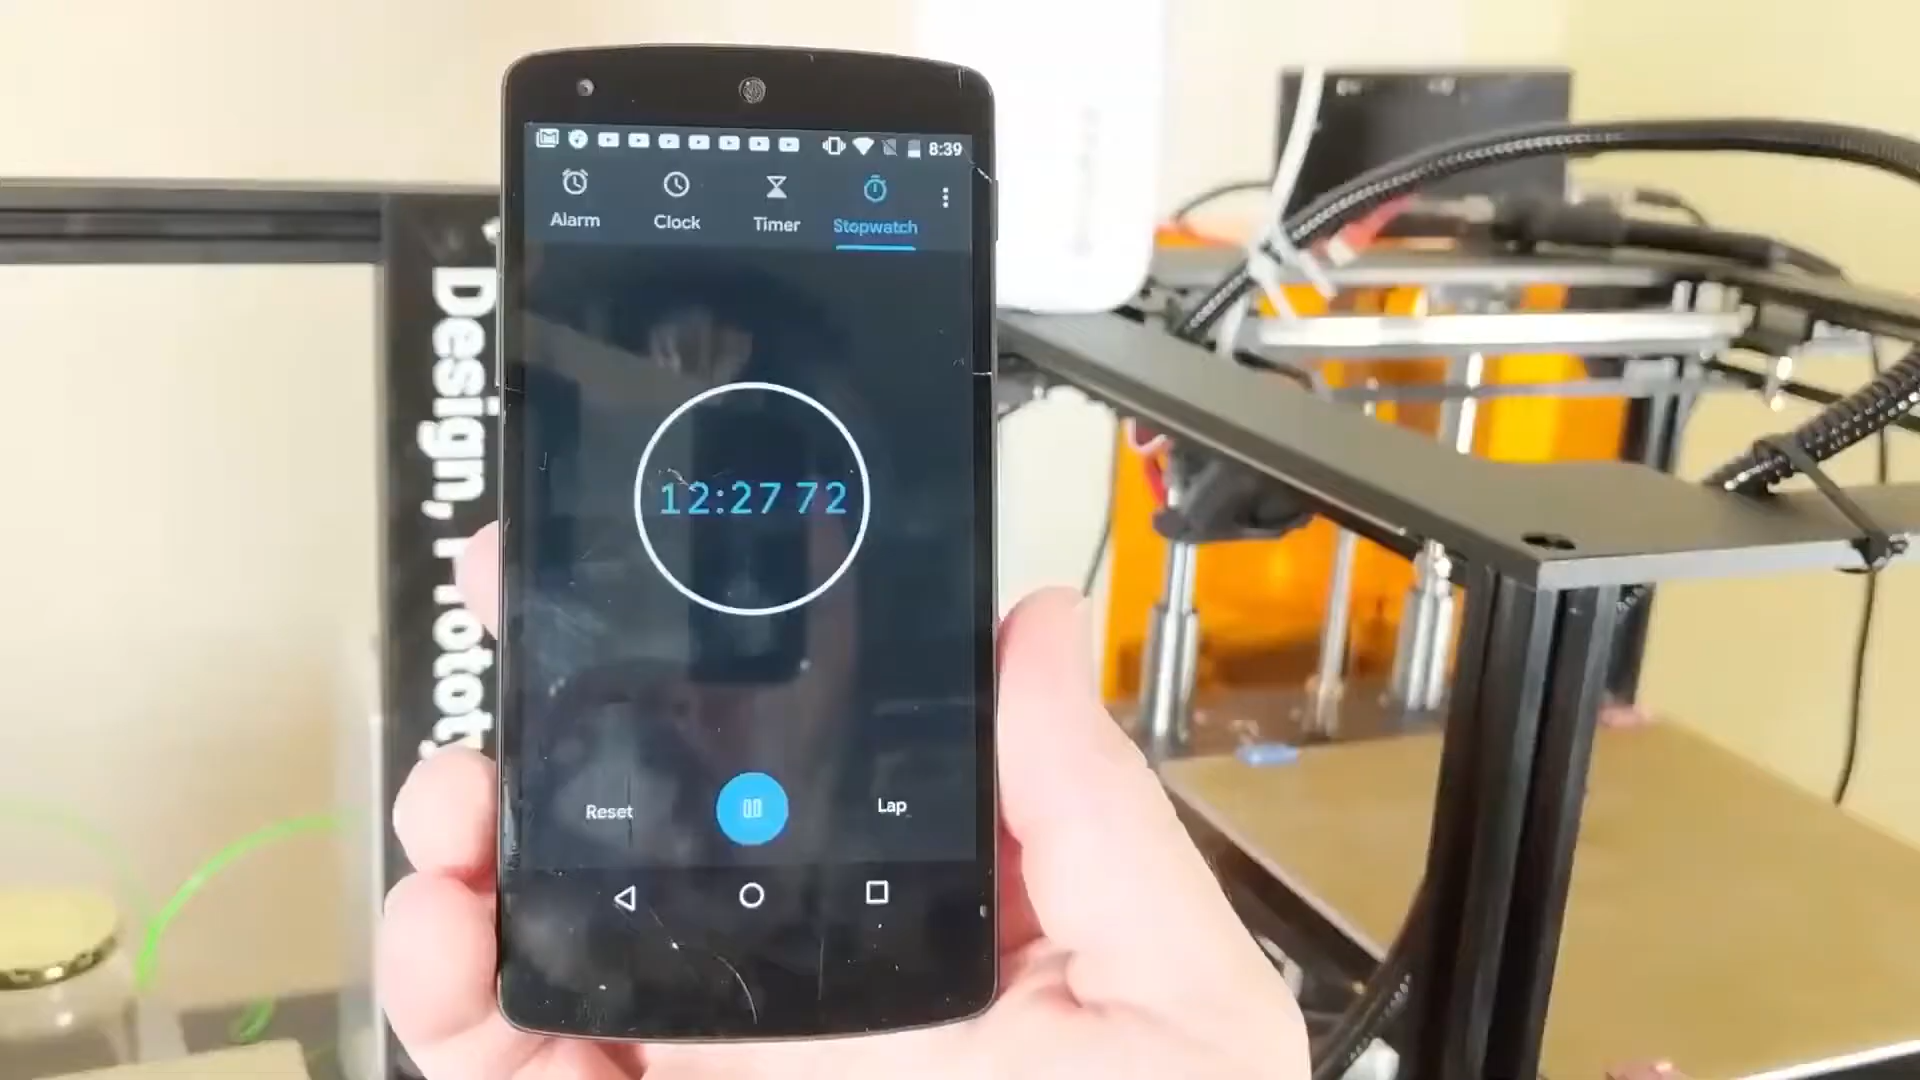 8:39
Alarm
Clock
Timer
Stopwatch
12:27 72
Reset
Lap
Design,